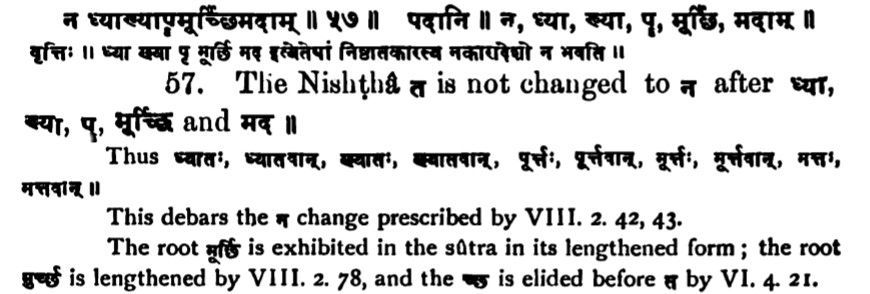 न ध्याख्यापॄमूर्च्छिमदाम् ॥ ५७ ॥ पदानि ॥ न, ध्या, ख्या, पॄ, मूर्छि, मदाम् ॥
वृत्तिः ॥ ध्या ख्या पॄ मूर्छि मद इत्येतेषां निष्ठातकारस्य नकारादेशो न भवति ॥
57. The Nishṭhâ त is not changed to न after ध्या,
ख्या, पॄ, मूर्च्छि and मद ॥
Thus ध्यातः, ध्यातवान्, ख्यातः, ख्यातवान्, पूर्त्तः, पूर्त्तवान्, मूर्त्तः, मूर्त्तवान्, मत्तः,
मत्तवान् ॥
This debars the न change prescribed by VIII. 2. 42, 43.
The root मूर्छि is exhibited in the sûtra in its lengthened form ; the root
मुर्च्छ is lengthened by VIII. 2. 78, and the च्छ is elided before त by VI. 4. 21.